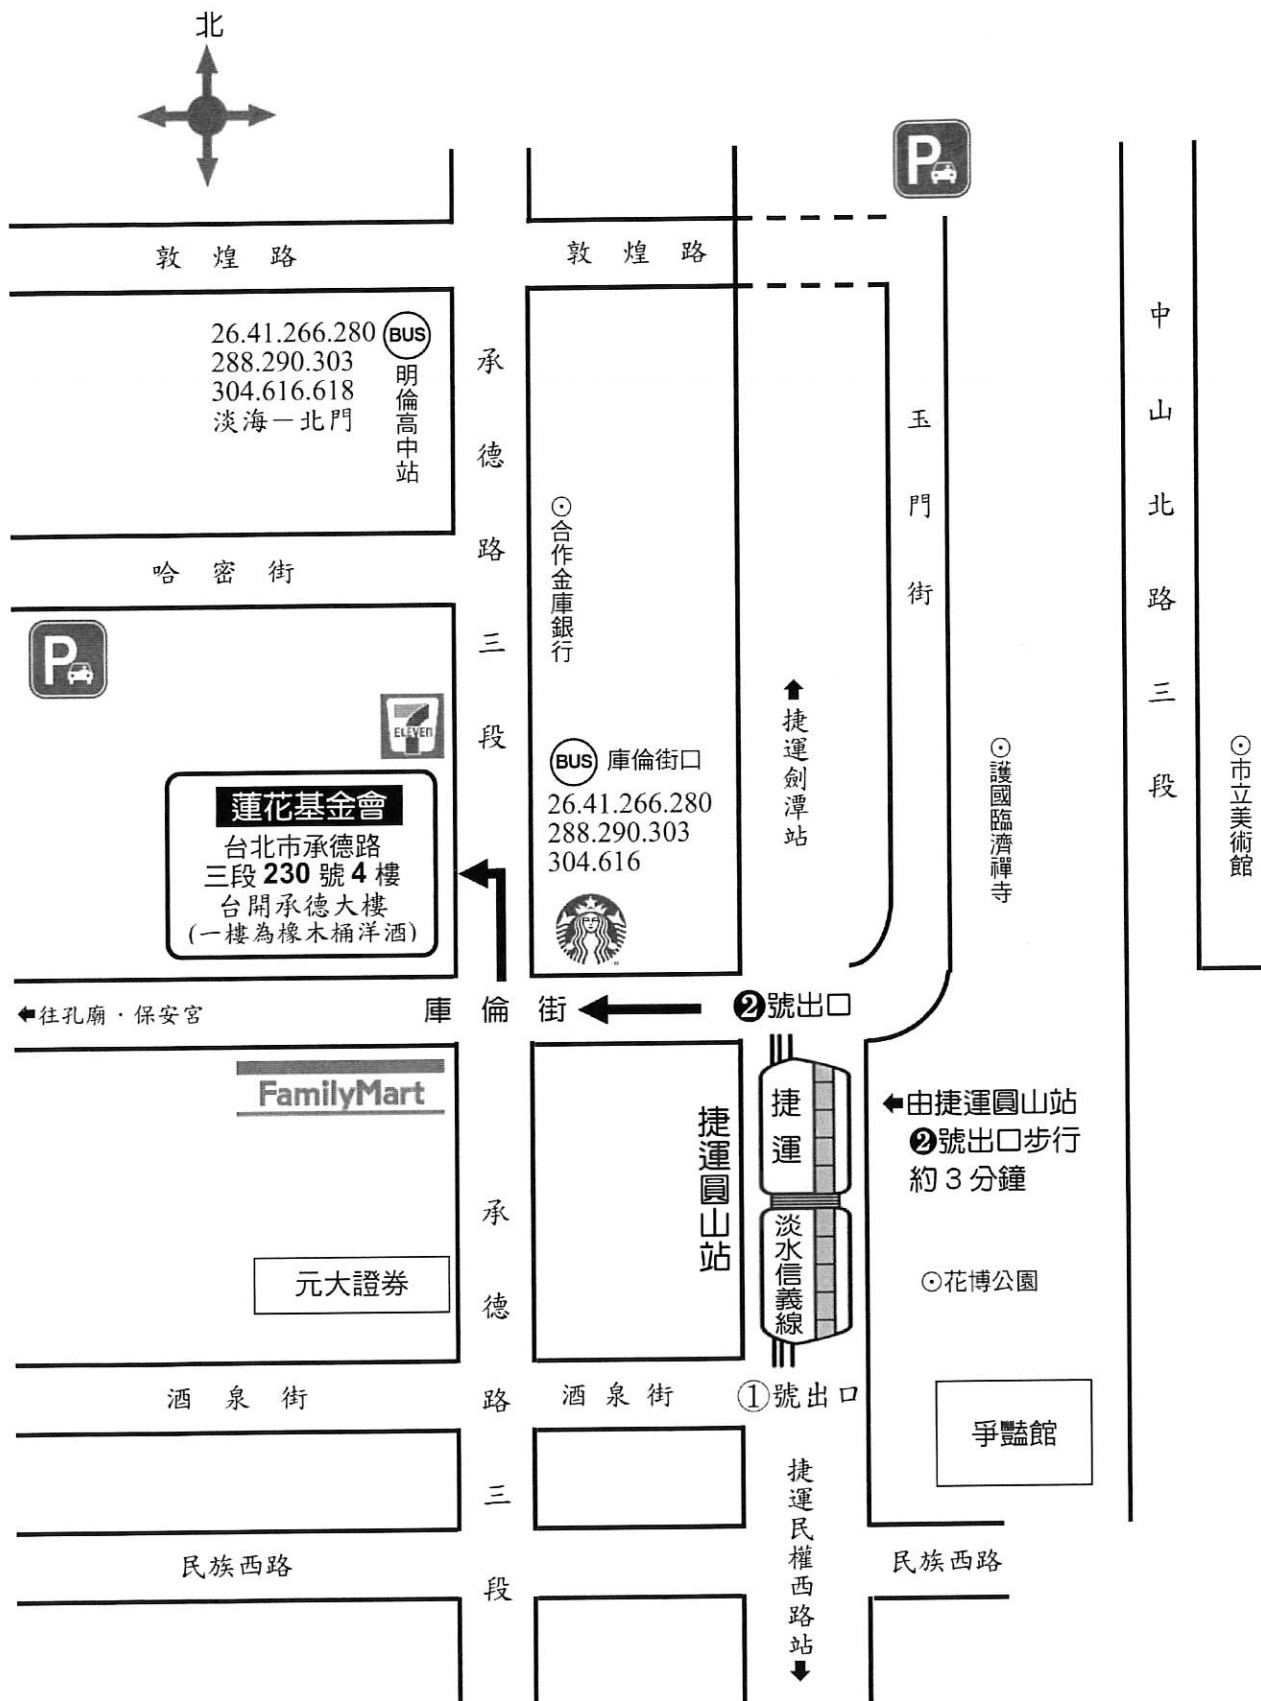 北
P
敦煌路
敦煌路
26.41.266.280
288.290.303
304.616.618
淡海－北門
BUS
明倫高中站
承德路三段
中山北路三段
玉門街
⊙合作金庫銀行
哈密街
P
7
ELEVEN
BUS 庫倫街口
26.41.266.280
288.290.303
304.616
⬆捷運劍潭站
⊙護國臨濟禪寺
⊙市立美術館
蓮花基金會
台北市承德路
三段 230 號 4 樓
台開承德大樓
(一樓為橡木桶洋酒)
⬅往孔廟．保安宮
庫倫街
❷號出口
FamilyMart
捷運圓山站
捷運
淡水信義線
⬅由捷運圓山站
❷號出口步行
約 3 分鐘
承德路三段
元大證券
⊙花博公園
酒泉街
酒泉街
①號出口
爭豔館
捷運民權西路站⬇
民族西路
民族西路